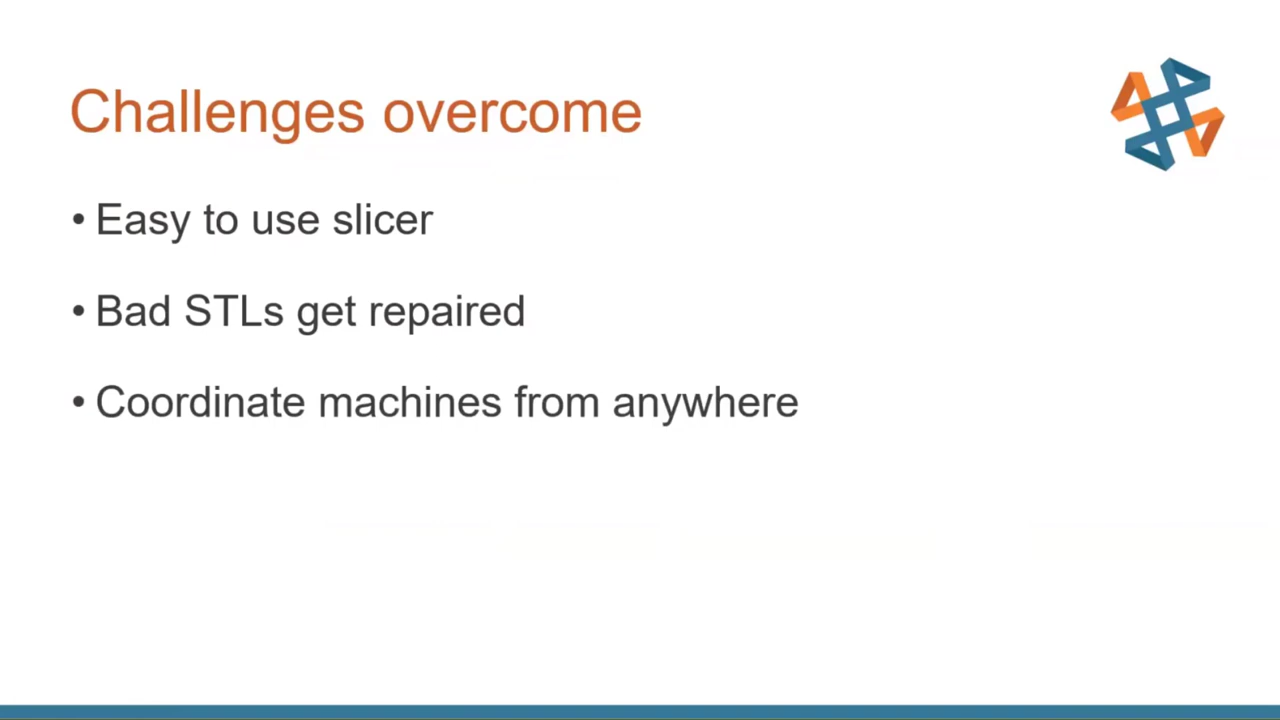 Challenges overcome
• Easy to use slicer
• Bad STLs get repaired
• Coordinate machines from anywhere